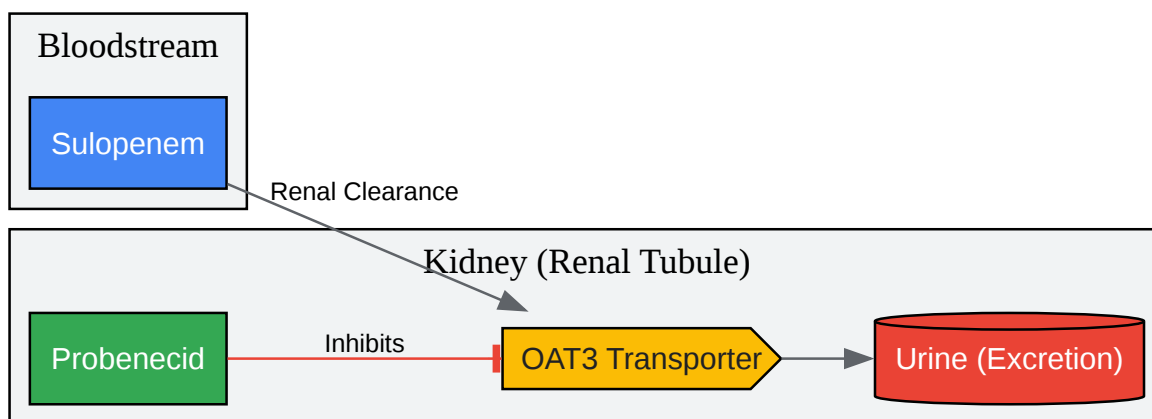 Bloodstream
Sulopenem
Renal Clearance
Kidney (Renal Tubule)
Probenecid
Inhibits
OAT3 Transporter
Urine (Excretion)